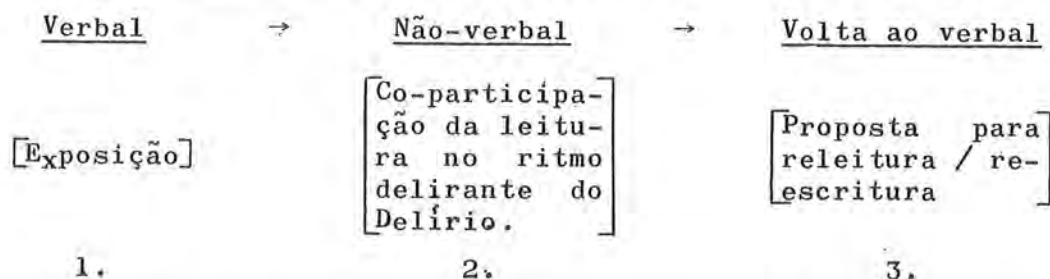 Verbal → Não-verbal → Volta ao verbal
[Exposição]
[Co-participa-
ção da leitu-
ra no ritmo
delirante do
Delírio.]
[Proposta para
releitura / re-
escritura]
1. 2. 3.